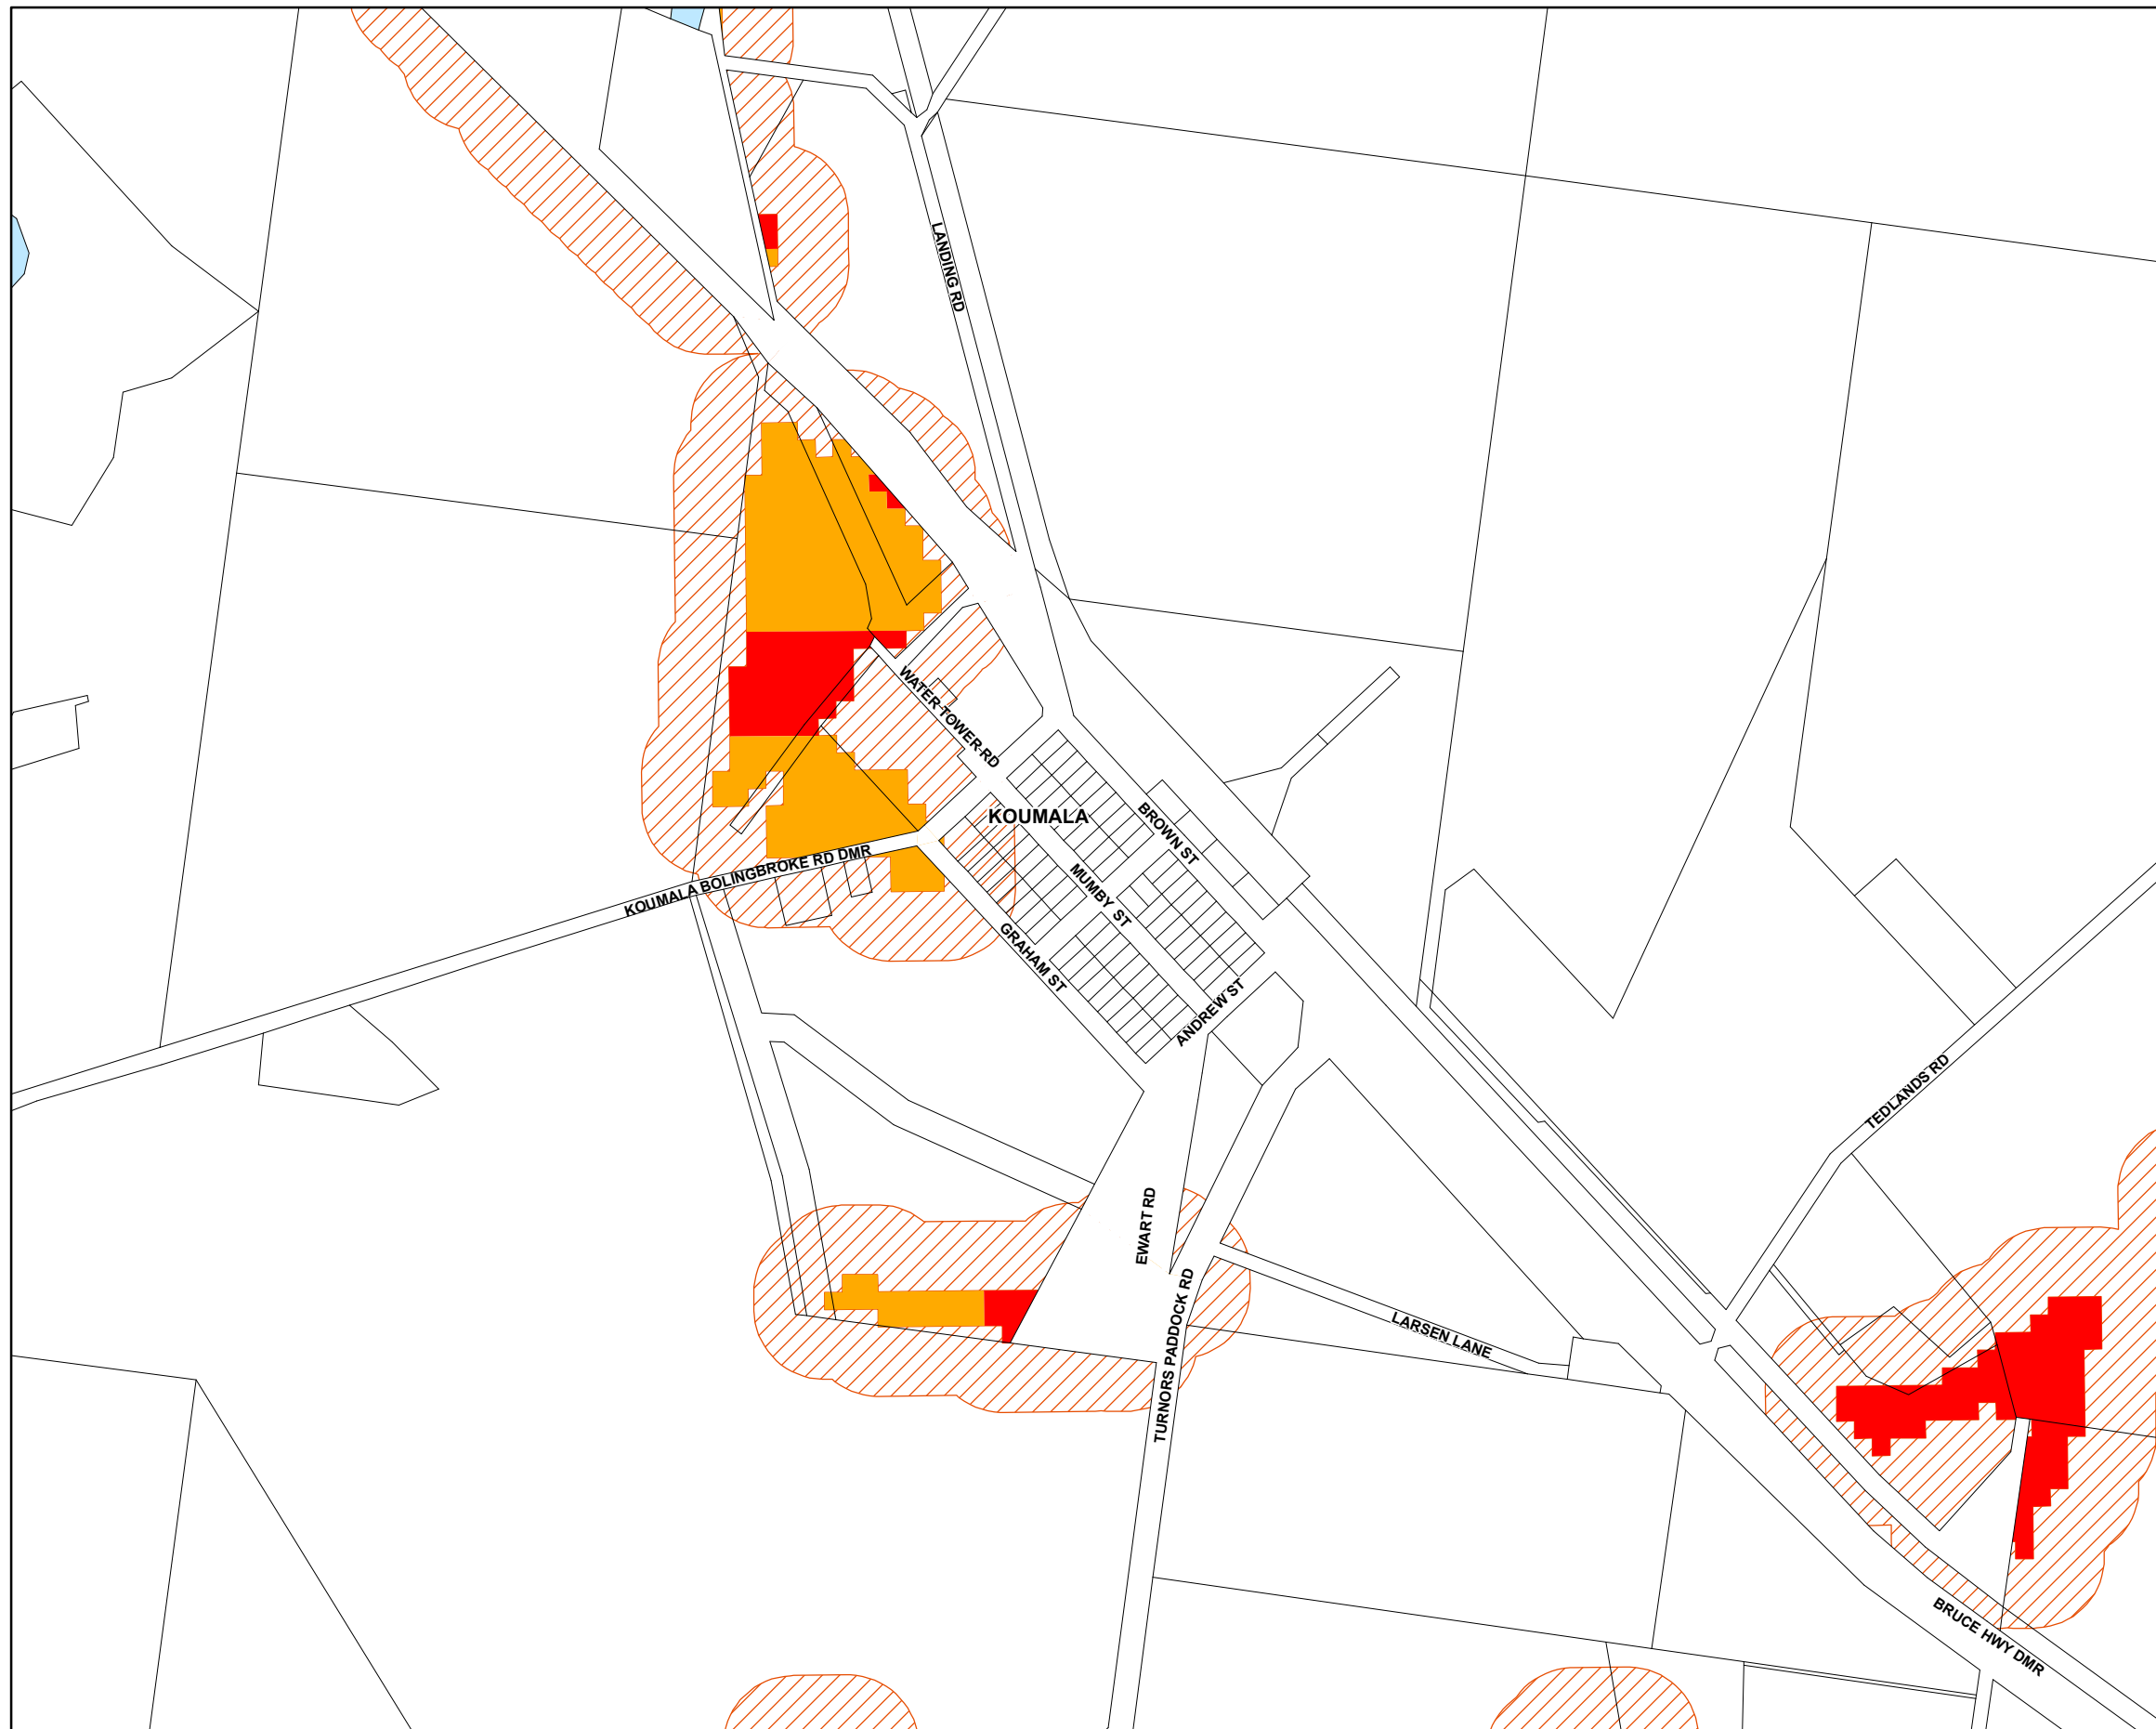 LANDING RD
WATER TOWER RD
KOUMALA
BROWN ST
KOUMALA BOLINGBROKE RD DMR
MUMBY ST
GRAHAM ST
ANDREW ST
TEDLANDS RD
EWART RD
TURNORS PADDOCK RD
LARSEN LANE
BRUCE HWY DMR